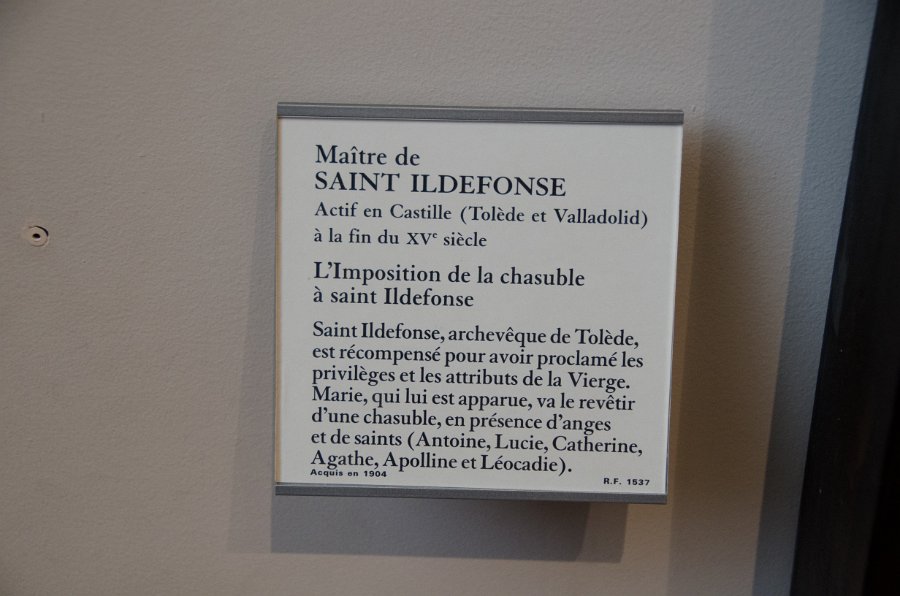 Maître de
SAINT ILDEFONSE
Actif en Castille (Tolède et Valladolid)
à la fin du XVe siècle
L'Imposition de la chasuble
à saint Ildefonse
Saint Ildefonse, archevêque de Tolède,
est récompensé pour avoir proclamé les
privilèges et les attributs de la Vierge.
Marie, qui lui est apparue, va le revêtir
d'une chasuble, en présence d'anges
et de saints (Antoine, Lucie, Catherine,
Agathe, Apolline et Léocadie).
Acquis en 1904
R.F. 1537